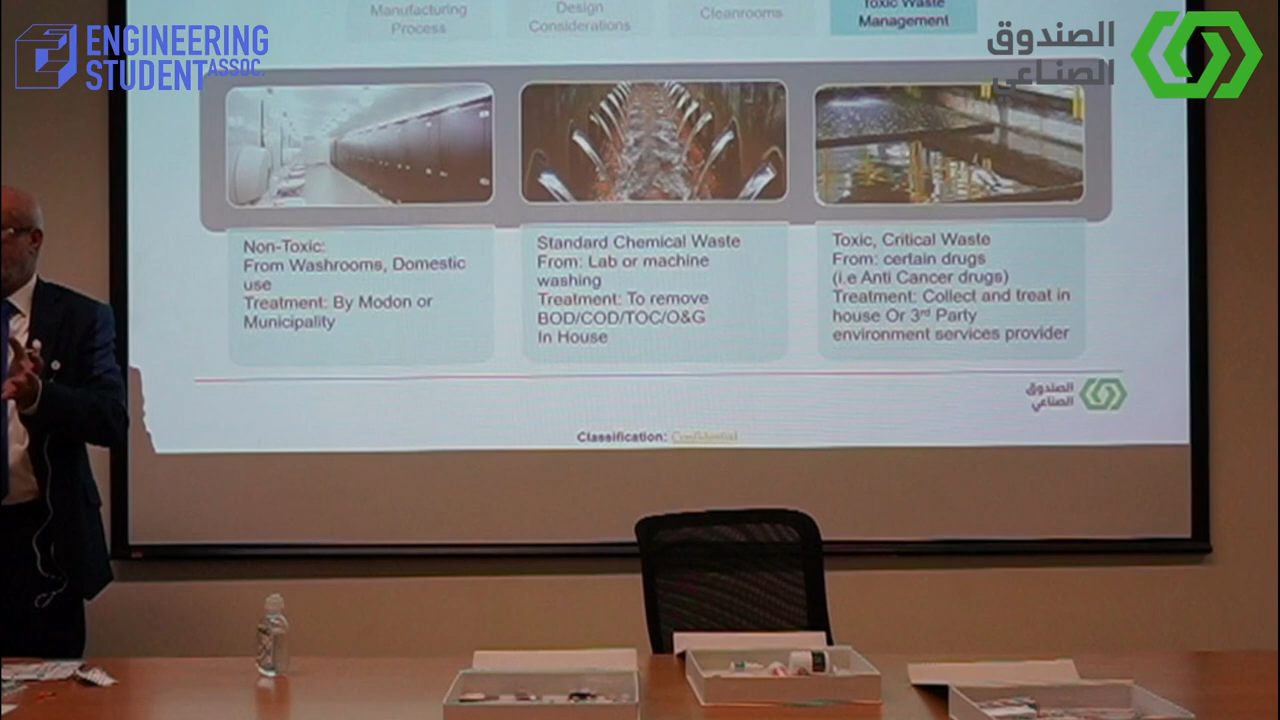 ENGINEERING
STUDENT ASSOC.
الصندوق
الصناعي
Manufacturing
Process
Design
Considerations
Cleanrooms
Toxic Waste
Management
Non-Toxic:
From Washrooms, Domestic
use
Treatment: By Modon or
Municipality
Standard Chemical Waste
From: Lab or machine
washing
Treatment: To remove
BOD/COD/TOC/O&G
In House
Toxic, Critical Waste
From: certain drugs
(i.e Anti Cancer drugs)
Treatment: Collect and treat in
house Or 3rd Party
environment services provider
الصندوق
الصناعي
Classification: Confidential